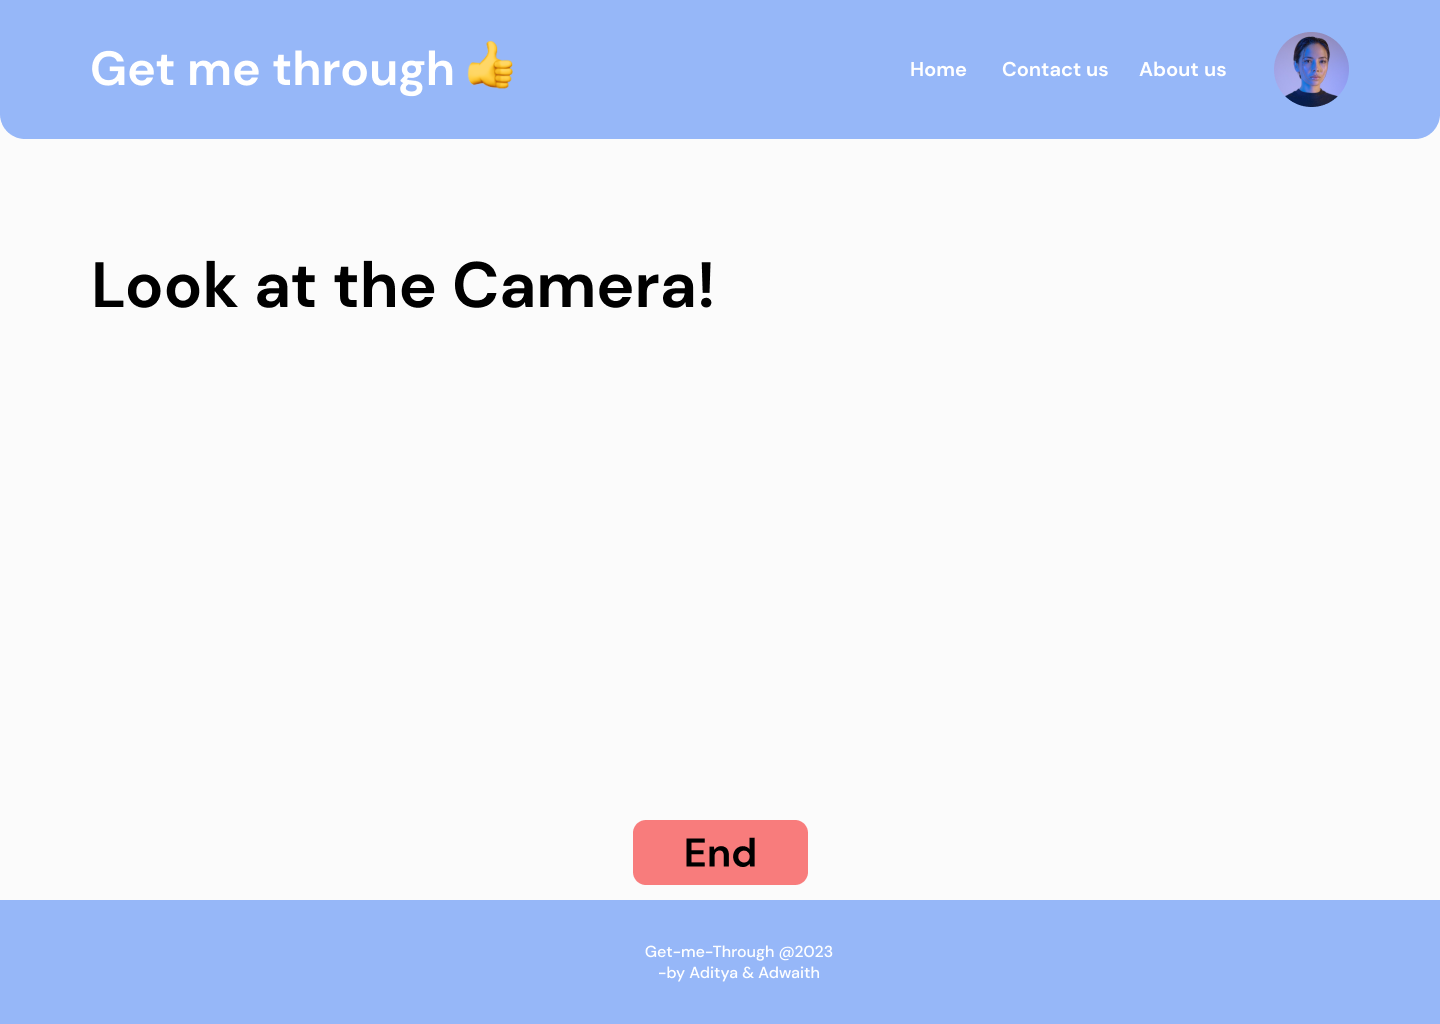 Get me through 👍
Home Contact us About us
Look at the Camera!
End
Get-me-Through @2023
-by Aditya & Adwaith